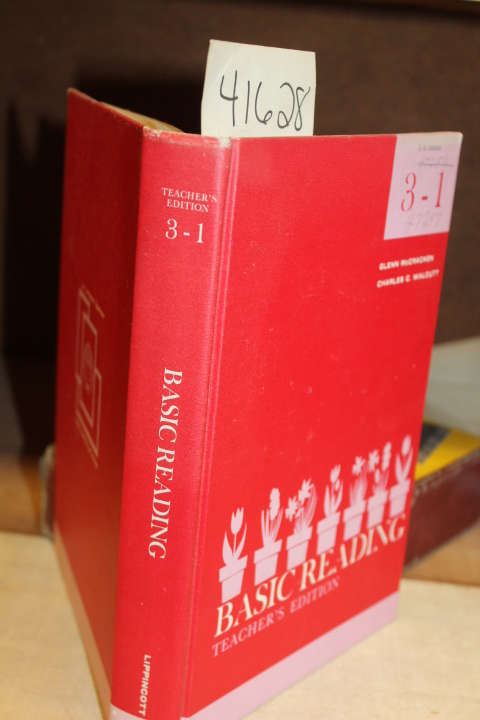 41628
TEACHER'S
EDITION
3-1
BASIC READING
LIPPINCOTT
3-1
GLENN McCRACKEN
CHARLES C. WALCUTT
BASIC READING
TEACHER'S EDITION